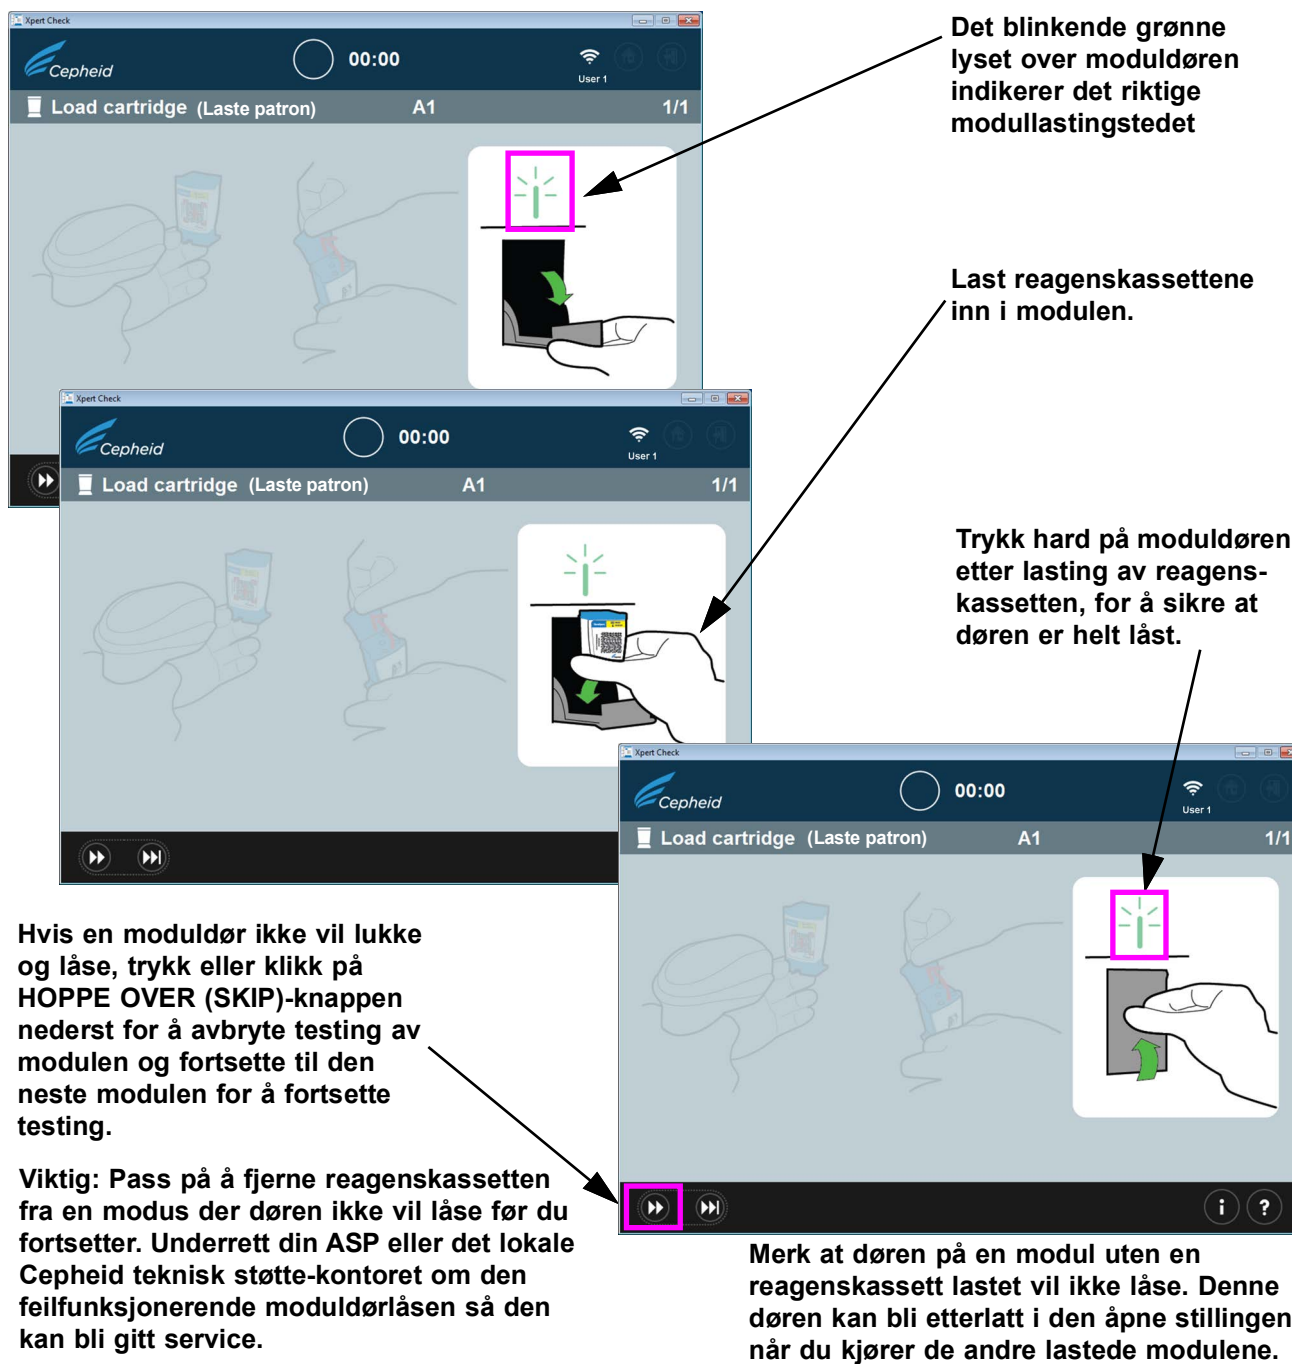 Xpert Check
Cepheid
00:00
User 1
Load cartridge (Laste patron) A1 1/1
Det blinkende grønne
lyset over moduldøren
indikerer det riktige
modullastingstedet
Last reagenskassettene
inn i modulen.
Xpert Check
Cepheid
00:00
User 1
Load cartridge (Laste patron) A1 1/1
Trykk hard på moduldøren
etter lasting av reagens-
kassetten, for å sikre at
døren er helt låst.
Xpert Check
Cepheid
00:00
User 1
Load cartridge (Laste patron) A1 1/1
Hvis en moduldør ikke vil lukke
og låse, trykk eller klikk på
HOPPE OVER (SKIP)-knappen
nederst for å avbryte testing av
modulen og fortsette til den
neste modulen for å fortsette
testing.
Viktig: Pass på å fjerne reagenskassetten
fra en modus der døren ikke vil låse før du
fortsetter. Underrett din ASP eller det lokale
Cepheid teknisk støtte-kontoret om den
feilfunksjonerende moduldørlåsen så den
kan bli gitt service.
i ?
Merk at døren på en modul uten en
reagenskassett lastet vil ikke låse. Denne
døren kan bli etterlatt i den åpne stillingen
når du kjører de andre lastede modulene.